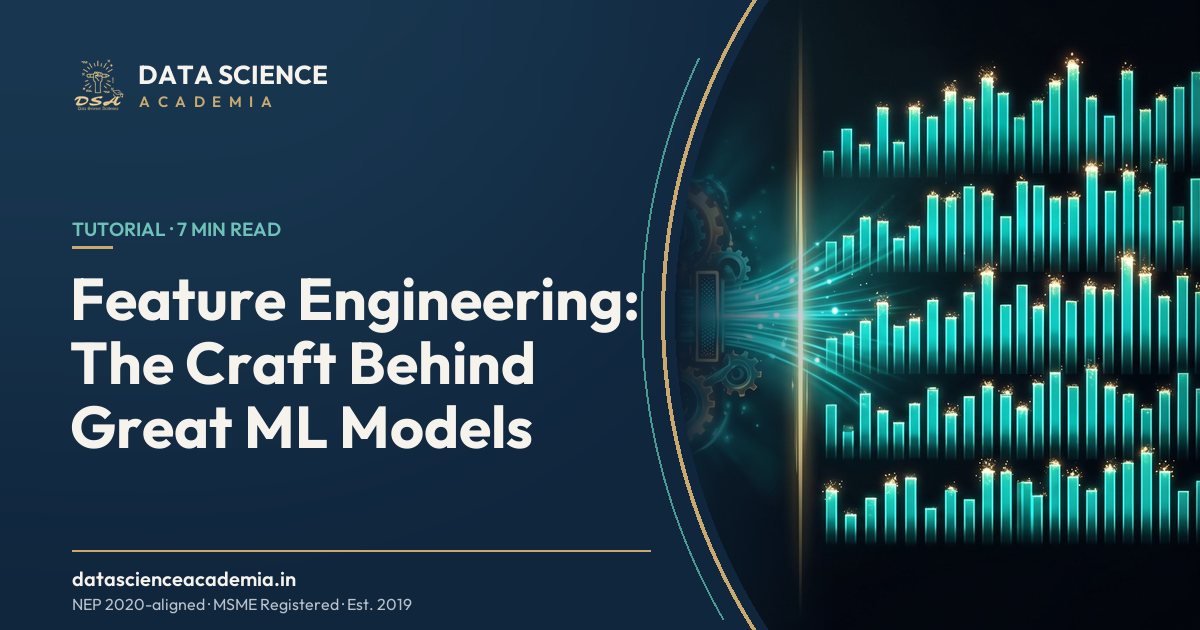 DSA
DATA SCIENCE
ACADEMIA
TUTORIAL · 7 MIN READ
Feature Engineering:
The Craft Behind
Great ML Models
datascienceacademia.in
NEP 2020-aligned · MSME Registered · Est. 2019